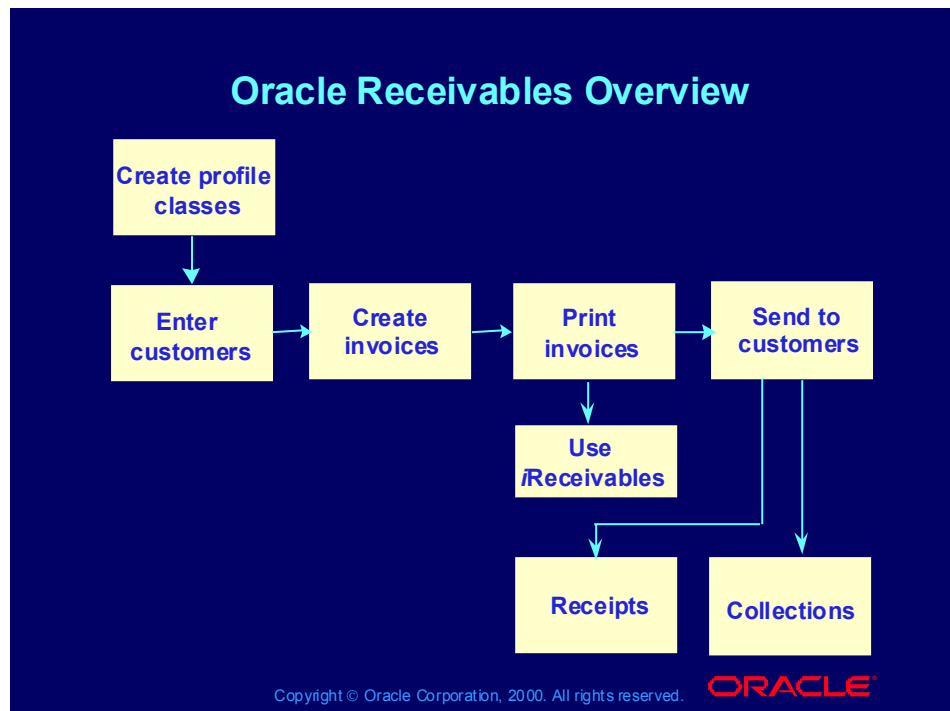 Oracle Receivables Overview
Create profile
classes
Enter
customers
Create
invoices
Print
invoices
Send to
customers
Use
iReceivables
Receipts
Collections
Copyright © Oracle Corporation, 2000. All rights reserved.
ORACLE®